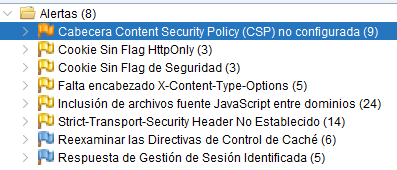 Alertas (8)
Cabecera Content Security Policy (CSP) no configurada (9)
Cookie Sin Flag HttpOnly (3)
Cookie Sin Flag de Seguridad (3)
Falta encabezado X-Content-Type-Options (5)
Inclusión de archivos fuente JavaScript entre dominios (24)
Strict-Transport-Security Header No Establecido (14)
Reexaminar las Directivas de Control de Caché (6)
Respuesta de Gestión de Sesión Identificada (5)